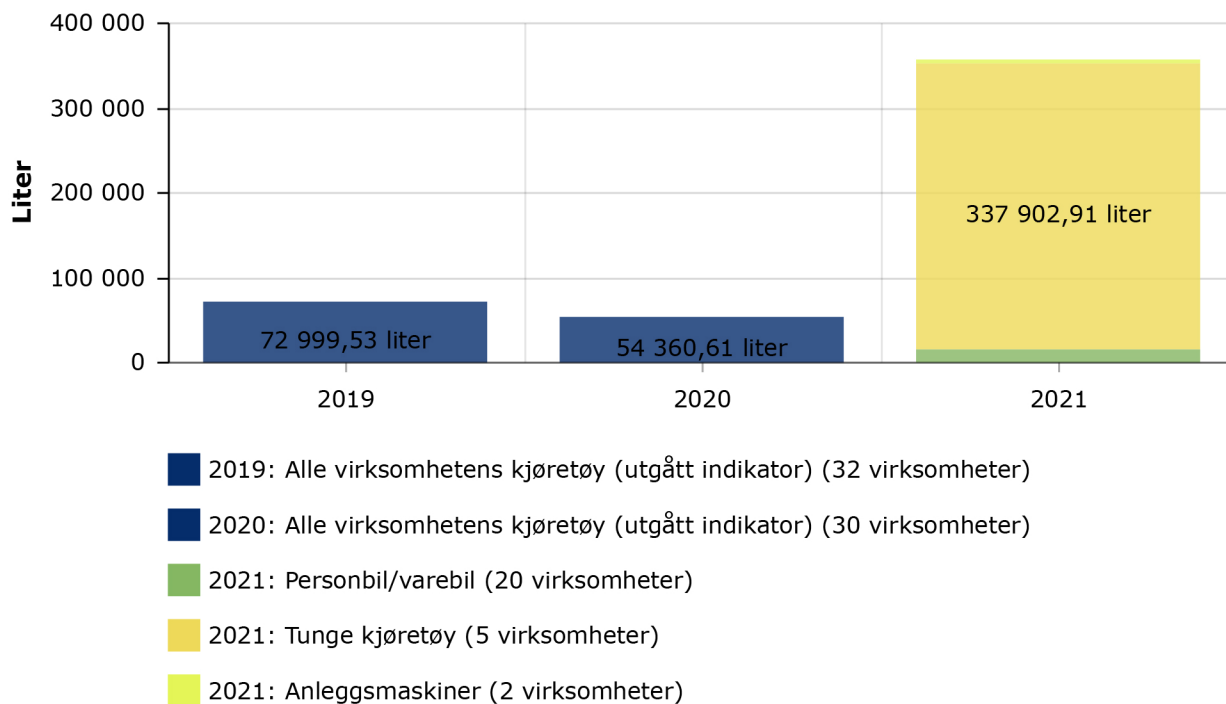 400 000
300 000
200 000
100 000
0
Liter
72 999,53 liter
54 360,61 liter
337 902,91 liter
2019
2020
2021
2019: Alle virksomhetens kjøretøy (utgått indikator) (32 virksomheter)
2020: Alle virksomhetens kjøretøy (utgått indikator) (30 virksomheter)
2021: Personbil/varebil (20 virksomheter)
2021: Tunge kjøretøy (5 virksomheter)
2021: Anleggsmaskiner (2 virksomheter)